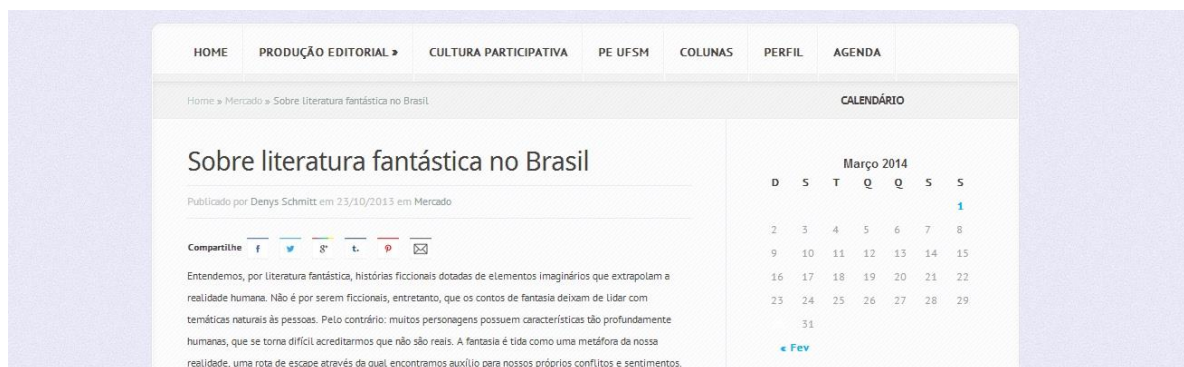 HOME PRODUÇÃO EDITORIAL » CULTURA PARTICIPATIVA PE UFSM COLUNAS PERFIL AGENDA
Home » Mercado » Sobre literatura fantástica no Brasil
Sobre literatura fantástica no Brasil
Publicado por Denys Schmitt em 23/10/2013 em Mercado
Compartilhe f g+ t.
Entendemos, por literatura fantástica, histórias ficcionais dotadas de elementos imaginários que extrapolam a
realidade humana. Não é por serem ficcionais, entretanto, que os contos de fantasia deixam de lidar com
temáticas naturais às pessoas. Pelo contrário: muitos personagens possuem características tão profundamente
humanas, que se torna difícil acreditarmos que não são reais. A fantasia é tida como uma metáfora da nossa
realidade, uma rota de escape através da qual encontramos auxílio para nossos próprios conflitos e sentimentos.
CALENDÁRIO
Março 2014
D S T Q Q S S
1
2 3 4 5 6 7 8
9 10 11 12 13 14 15
16 17 18 19 20 21 22
23 24 25 26 27 28 29
31
« Fev